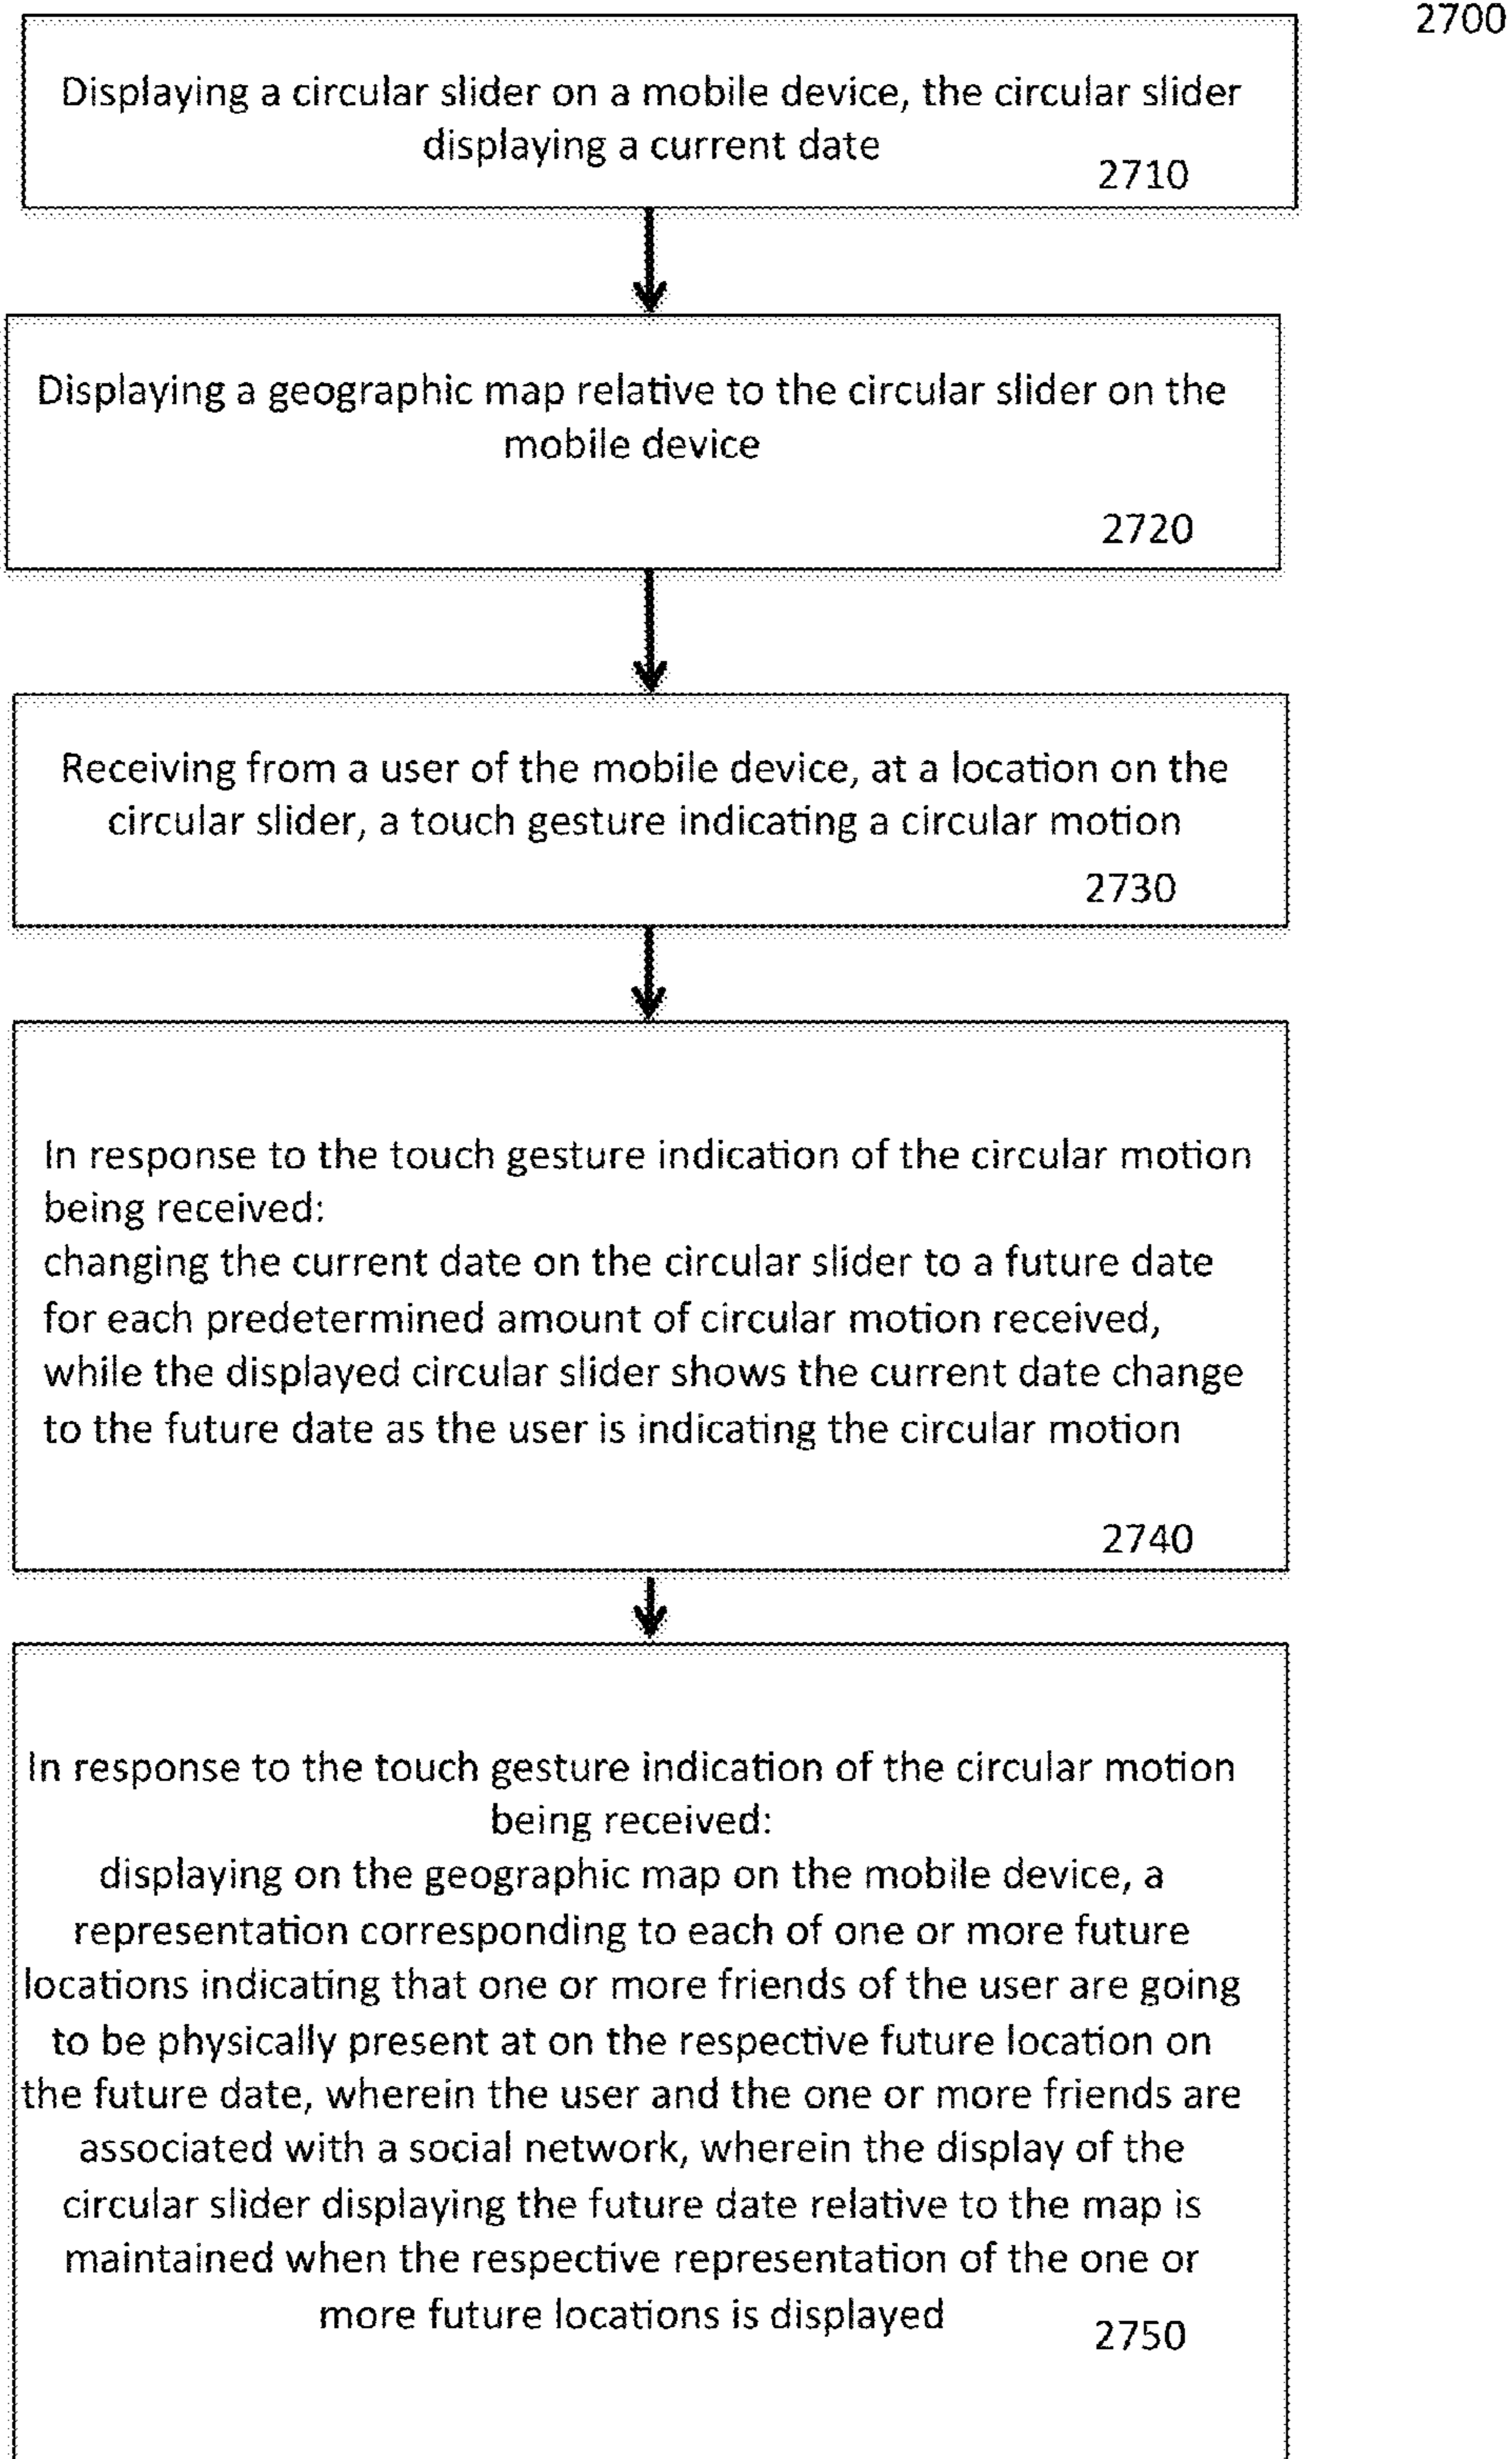 2700
Displaying a circular slider on a mobile device, the circular slider
displaying a current date
2710
Displaying a geographic map relative to the circular slider on the
mobile device
2720
Receiving from a user of the mobile device, at a location on the
circular slider, a touch gesture indicating a circular motion
2730
In response to the touch gesture indication of the circular motion
being received:
changing the current date on the circular slider to a future date
for each predetermined amount of circular motion received,
while the displayed circular slider shows the current date change
to the future date as the user is indicating the circular motion
2740
In response to the touch gesture indication of the circular motion
being received:
displaying on the geographic map on the mobile device, a
representation corresponding to each of one or more future
locations indicating that one or more friends of the user are going
to be physically present at on the respective future location on
the future date, wherein the user and the one or more friends are
associated with a social network, wherein the display of the
circular slider displaying the future date relative to the map is
maintained when the respective representation of the one or
more future locations is displayed
2750